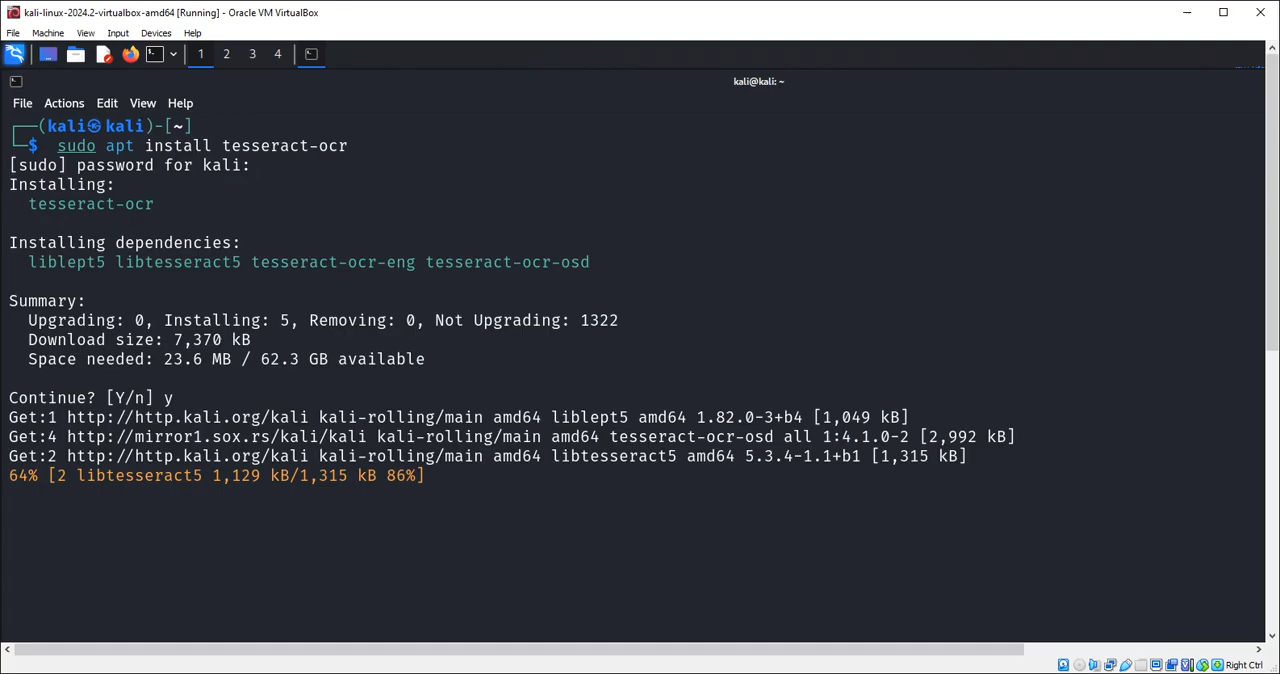 kali-linux-2024.2-virtualbox-amd64 [Running] - Oracle VM VirtualBox
File Machine View Input Devices Help
1 2 3 4
kali@kali: ~
File Actions Edit View Help
┌──(kali㉿kali)-[~]
└─$ sudo apt install tesseract-ocr
[sudo] password for kali:
Installing:
tesseract-ocr
Installing dependencies:
liblept5 libtesseract5 tesseract-ocr-eng tesseract-ocr-osd
Summary:
Upgrading: 0, Installing: 5, Removing: 0, Not Upgrading: 1322
Download size: 7,370 kB
Space needed: 23.6 MB / 62.3 GB available
Continue? [Y/n] y
Get:1 http://http.kali.org/kali kali-rolling/main amd64 liblept5 amd64 1.82.0-3+b4 [1,049 kB]
Get:4 http://mirror1.sox.rs/kali/kali kali-rolling/main amd64 tesseract-ocr-osd all 1:4.1.0-2 [2,992 kB]
Get:2 http://http.kali.org/kali kali-rolling/main amd64 libtesseract5 amd64 5.3.4-1.1+b1 [1,315 kB]
64% [2 libtesseract5 1,129 kB/1,315 kB 86%]
Right Ctrl